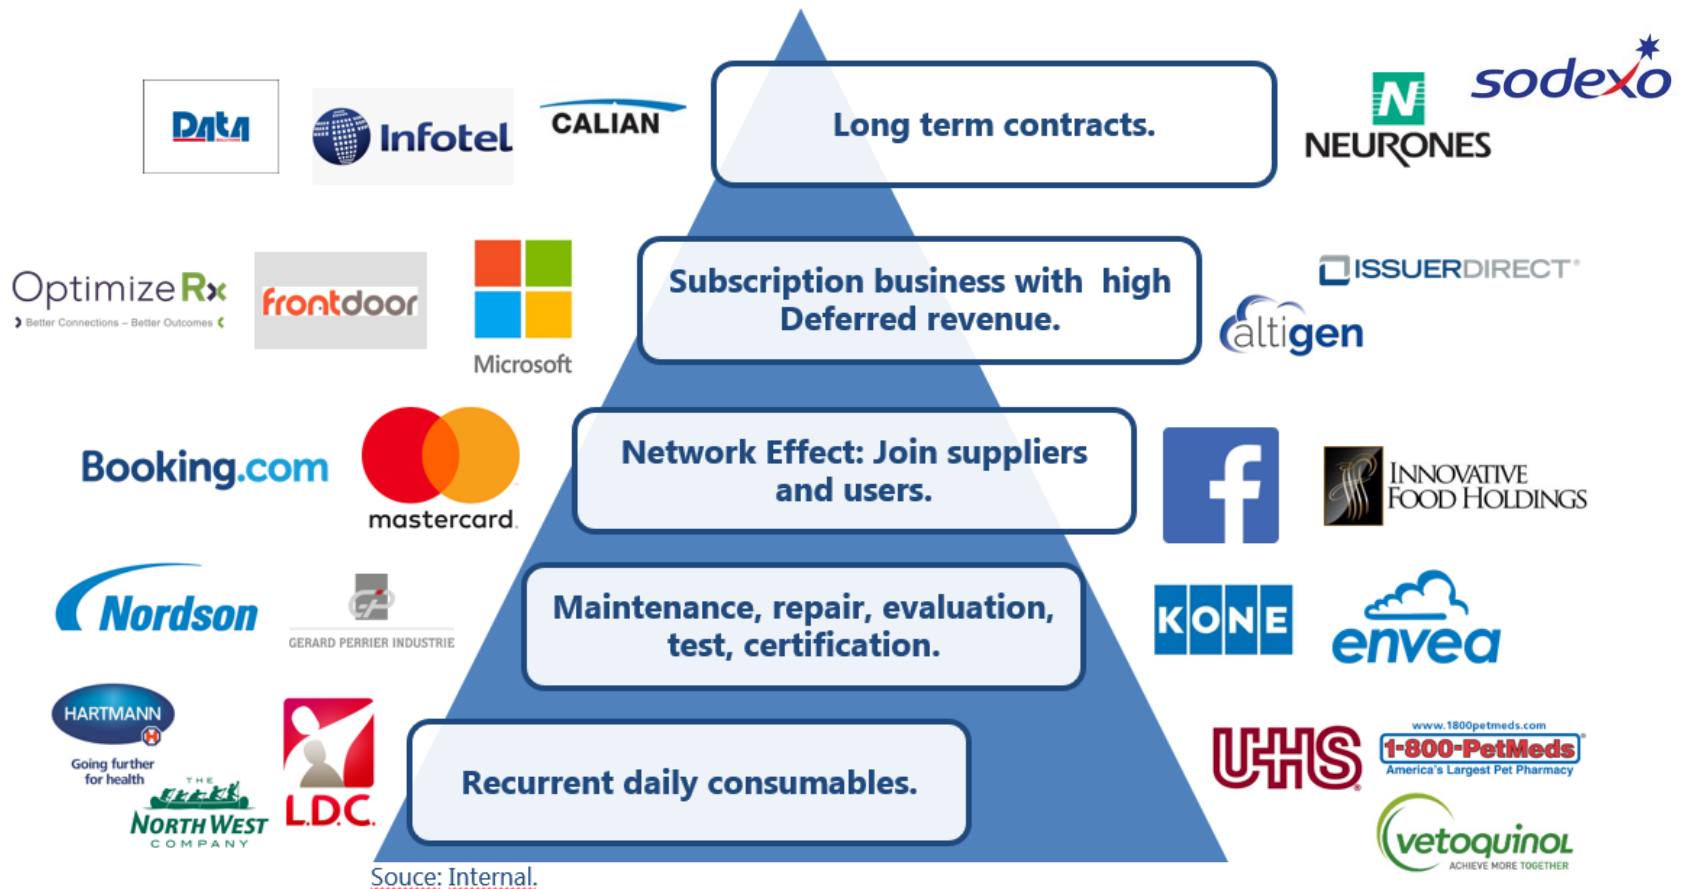 DATA
SOLUTIONS
Infotel
CALIAN
Long term contracts.
N
NEURONES
sodexo
OptimizeRx
Better Connections – Better Outcomes
frontdoor
Microsoft
Subscription business with  high
Deferred revenue.
ISSUERDIRECT
altigen
Booking.com
mastercard.
Network Effect: Join suppliers
and users.
f
INNOVATIVE
FOOD HOLDINGS
Nordson
GERARD PERRIER INDUSTRIE
Maintenance, repair, evaluation,
test, certification.
KONE
envea
HARTMANN
Going further
for health
THE
NORTH WEST
COMPANY
L.D.C.
Recurrent daily consumables.
UHS
www.1800petmeds.com
1-800-PetMeds
America's Largest Pet Pharmacy
vetoquinol
ACHIEVE MORE TOGETHER
Souce: Internal.